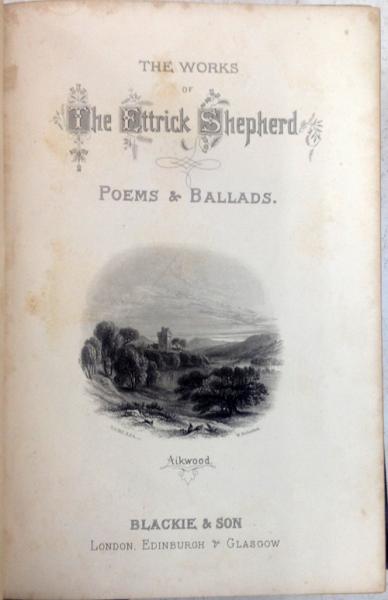 THE WORKS
OF
The Ettrick Shepherd
POEMS & BALLADS.
Aikwood.
BLACKIE & SON
LONDON, EDINBURGH & GLASGOW